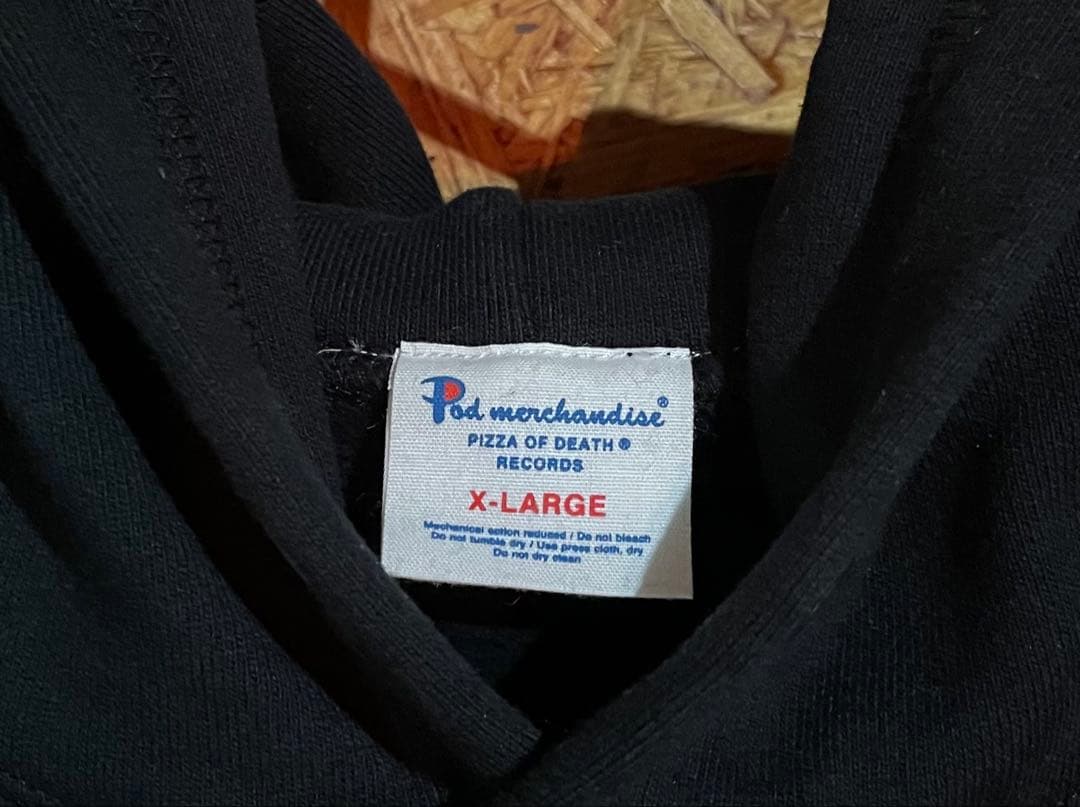 Pod merchandise®
PIZZA OF DEATH ®
RECORDS
X-LARGE
Mechanical action reduced / Do not bleach
Do not tumble dry / Use press cloth, dry
Do not dry clean